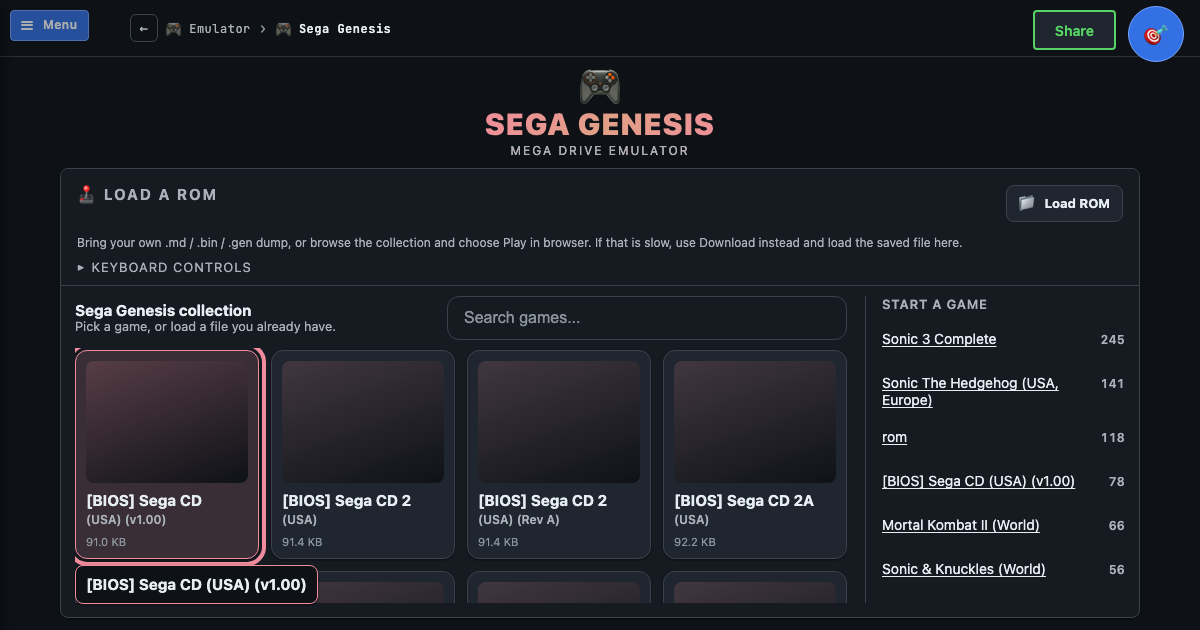 Menu
Emulator
Sega Genesis
Share
SEGA GENESIS
MEGA DRIVE EMULATOR
LOAD A ROM
Load ROM
Bring your own .md / .bin / .gen dump, or browse the collection and choose Play in browser. If that is slow, use Download instead and load the saved file here.
KEYBOARD CONTROLS
Sega Genesis collection
Pick a game, or load a file you already have.
Search games...
[BIOS] Sega CD
(USA) (v1.00)
91.0 KB
[BIOS] Sega CD 2
(USA)
91.4 KB
[BIOS] Sega CD 2
(USA) (Rev A)
91.4 KB
[BIOS] Sega CD 2A
(USA)
92.2 KB
[BIOS] Sega CD (USA) (v1.00)
START A GAME
Sonic 3 Complete 245
Sonic The Hedgehog (USA, 141
Europe)
rom 118
[BIOS] Sega CD (USA) (v1.00) 78
Mortal Kombat II (World) 66
Sonic & Knuckles (World) 56